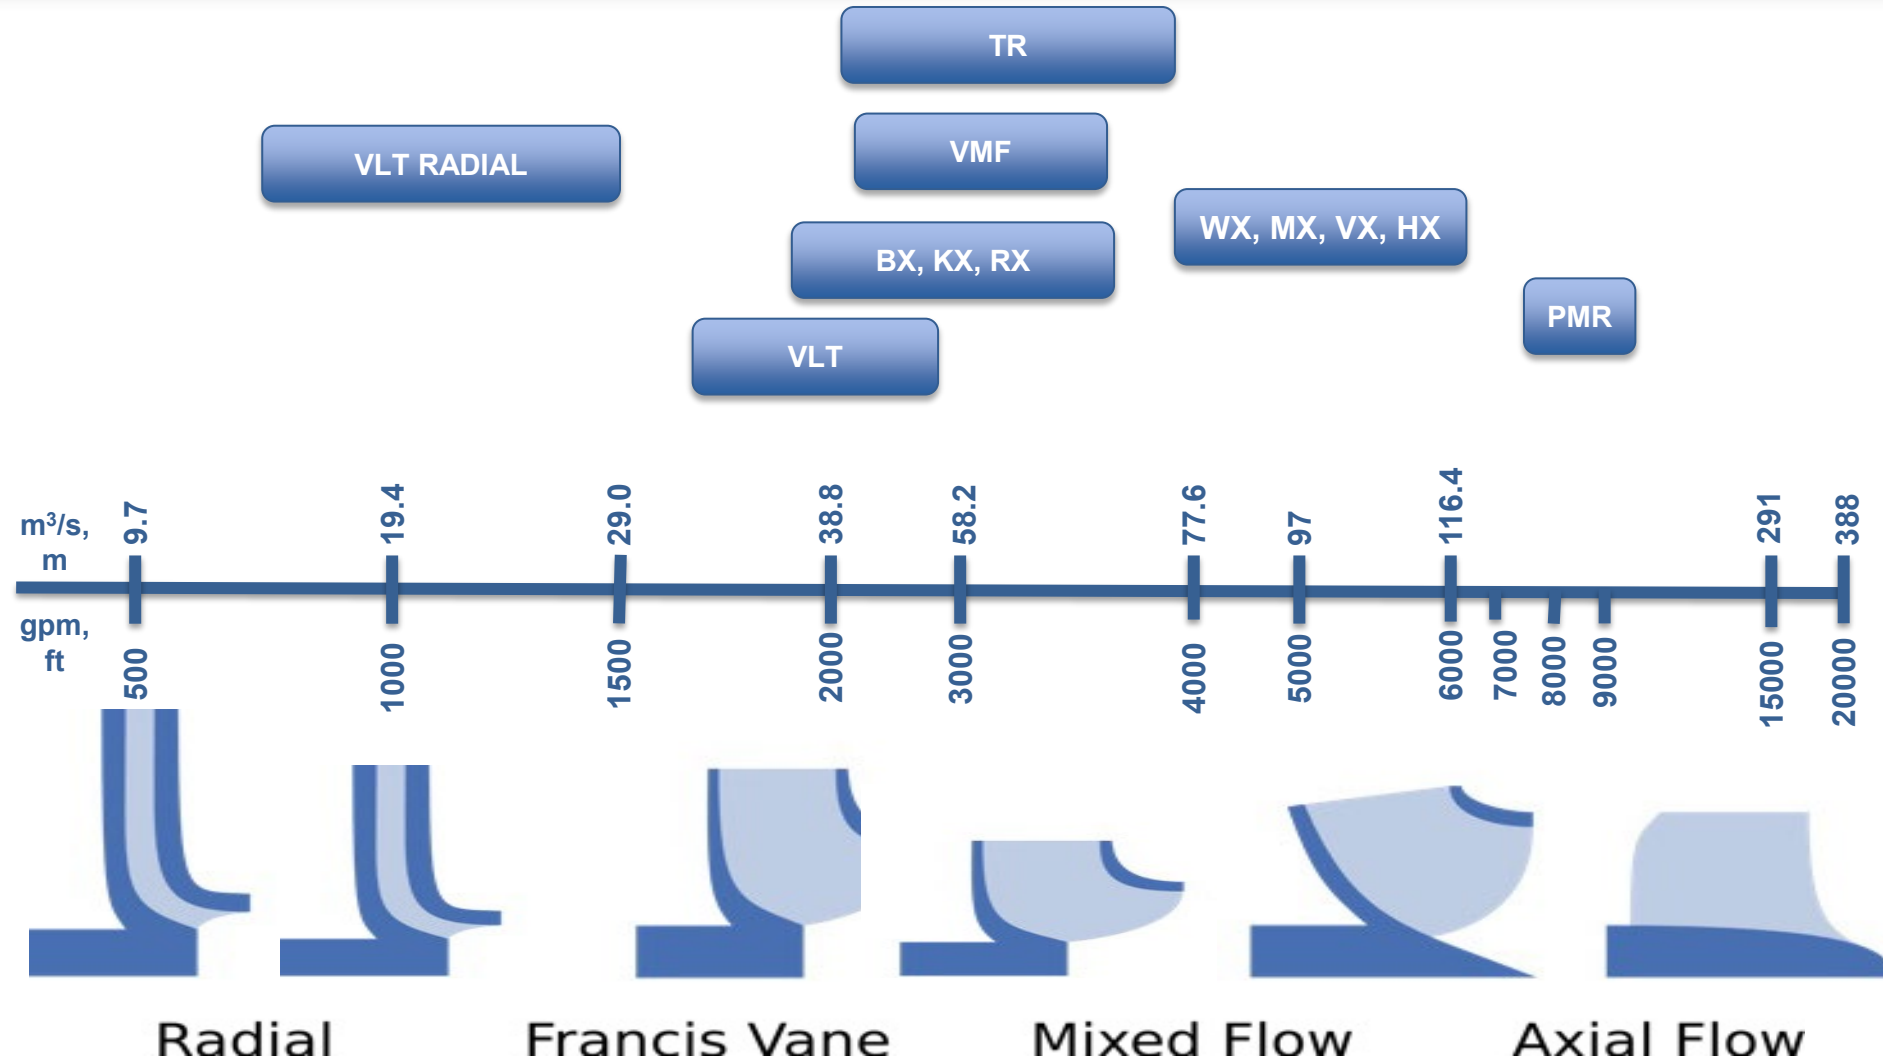 TR
VLT RADIAL
VMF
WX, MX, VX, HX
BX, KX, RX
PMR
VLT
m³/s,
m
9.7
19.4
29.0
38.8
58.2
77.6
97
116.4
291
388
gpm,
ft
500
1000
1500
2000
3000
4000
5000
6000
7000
8000
9000
15000
20000
Radial
Francis Vane
Mixed Flow
Axial Flow